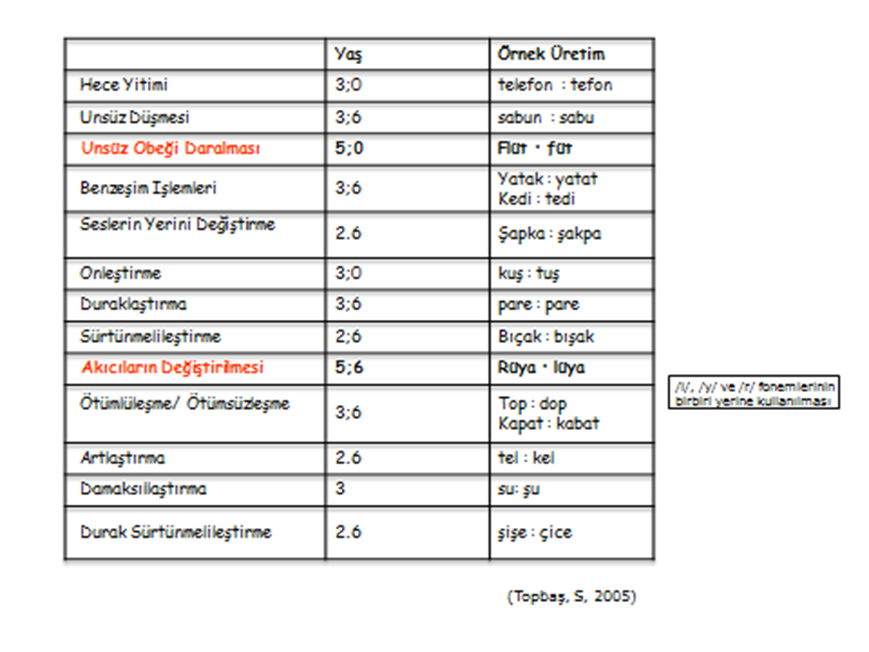 Yaş Örnek Üretim
Hece Yitimi 3;0 telefon : tefon
Unsüz Düşmesi 3;6 sabun : sabu
Unsüz Obeği Daralması 5;0 Flüt · füt
Benzeşim Işlemleri 3;6 Yatak : yatat
Kedi : tedi
Seslerin Yerini Değiştirme 2.6 Şapka : şakpa
Onleştirme 3;0 kuş : tuş
Duraklaştırma 3;6 pare : pare
Sürtünmelileştirme 2;6 Bıçak : bışak
Akıcıların Değiştirilmesi 5;6 Rüya · lüya
/l/, /y/ ve /r/ fonemlerinin
birbiri yerine kullanılması
Ötümlüleşme/ Ötümsüzleşme 3;6 Top : dop
Kapat : kabat
Artlaştırma 2.6 tel : kel
Damaksıllaştırma 3 su: şu
Durak Sürtünmelileştirme 2.6 şişe : çice
(Topbaş, S, 2005)